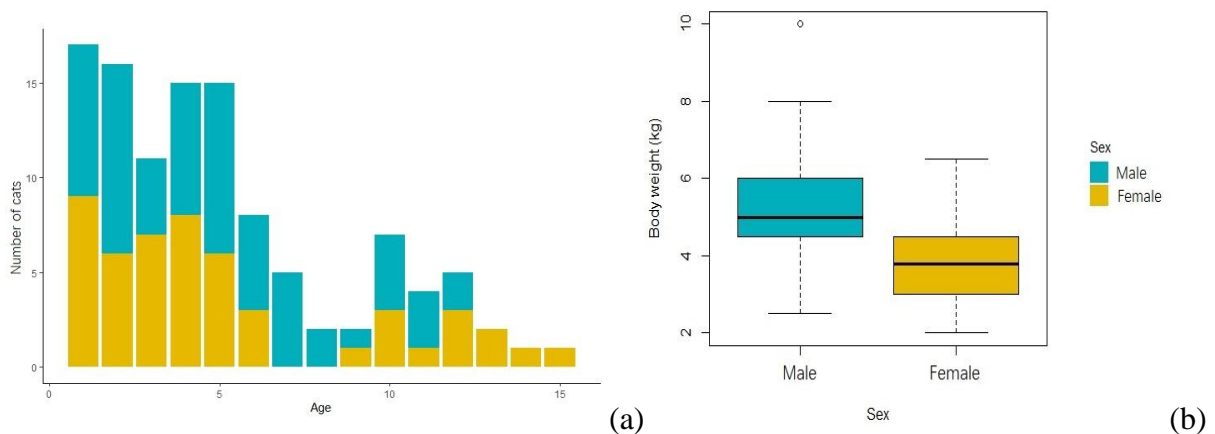 Number of cats
15
10
5
0
0
5
10
15
Age
(a)
Body weight (kg)
10
8
6
4
2
Male
Female
Sex
Sex
Male
Female
(b)